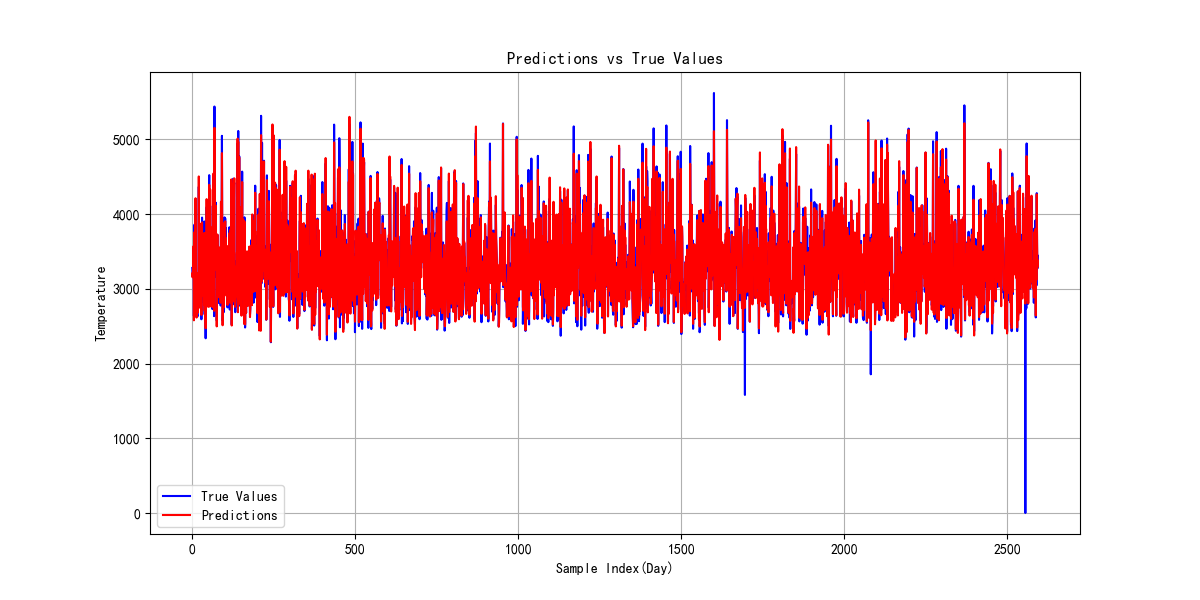 Predictions vs True Values
Temperature
5000
4000
3000
2000
1000
0
True Values
Predictions
0
500
1000
1500
2000
2500
Sample Index(Day)